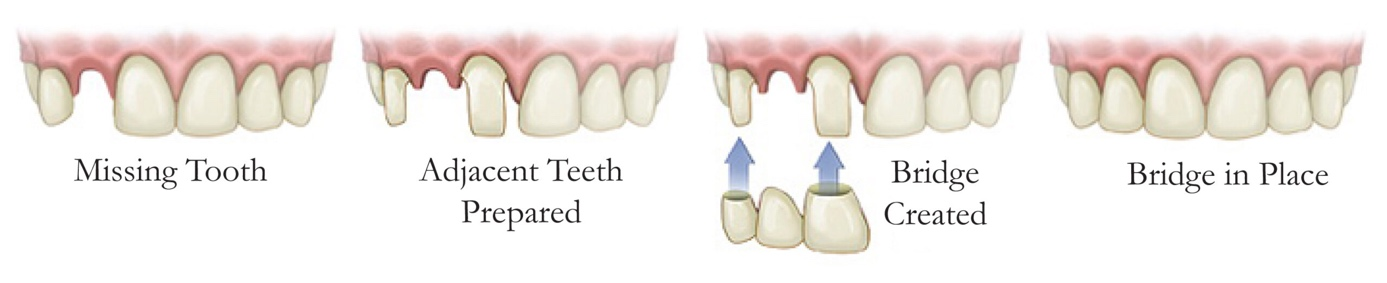 Missing Tooth
Adjacent Teeth
Prepared
Bridge
Created
Bridge in Place